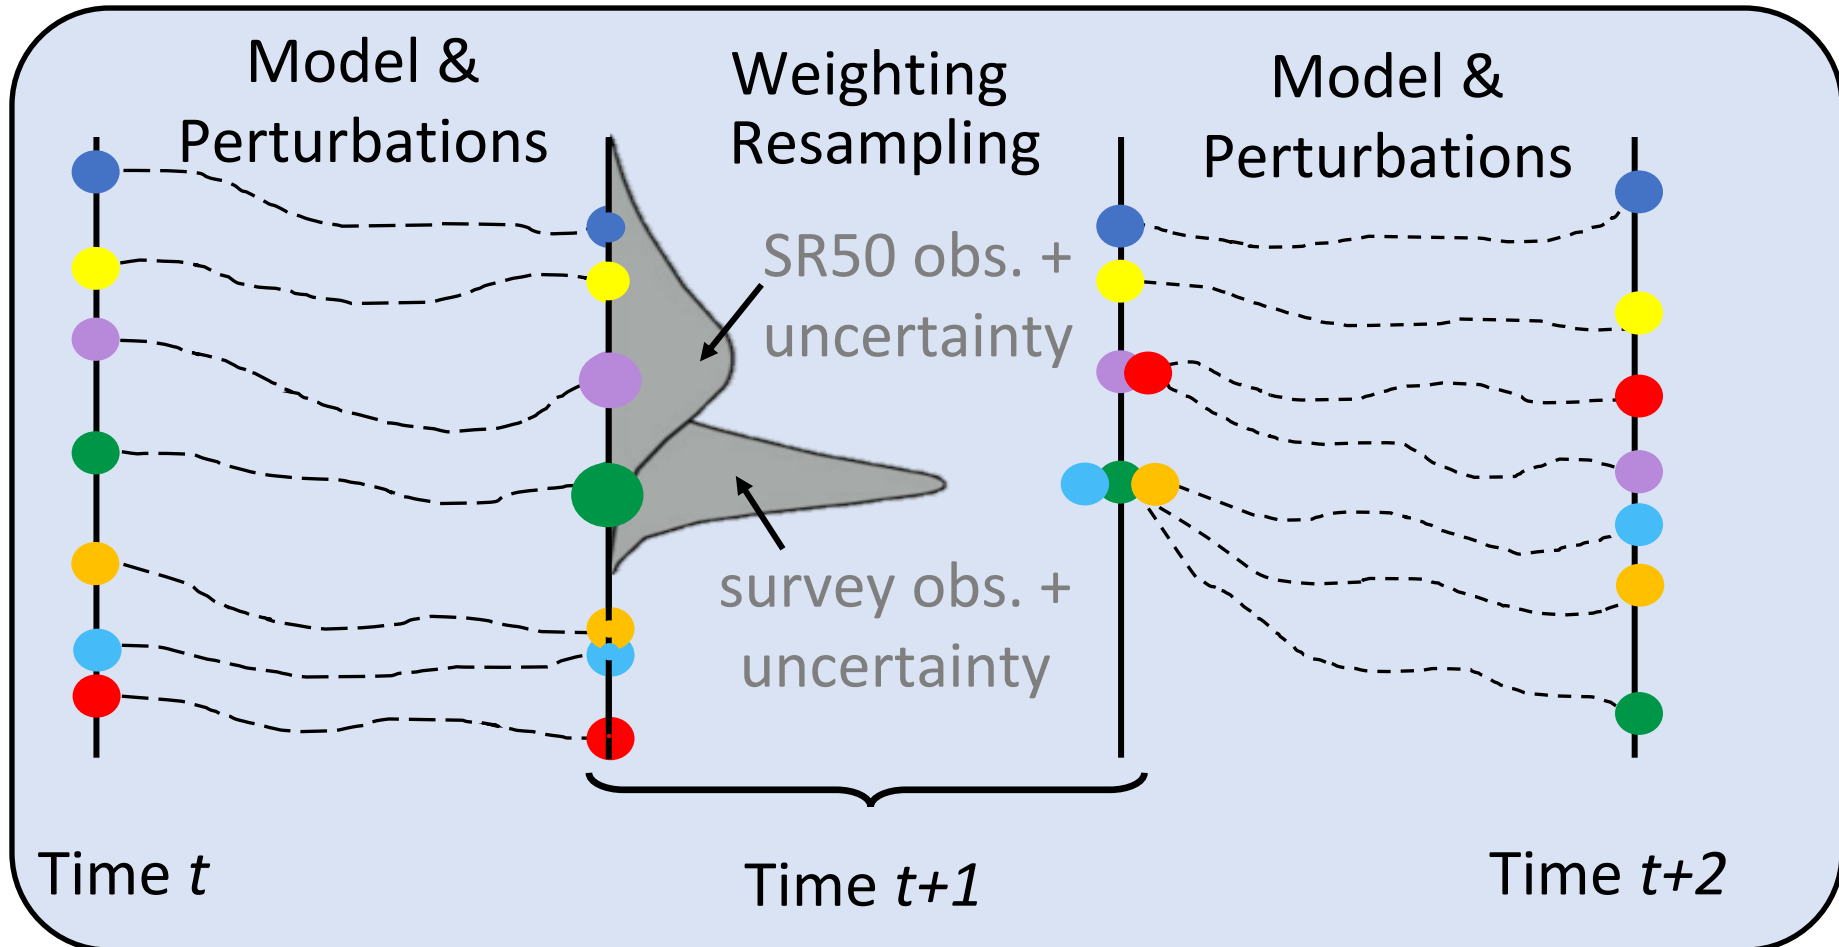 Model &
Perturbations
Weighting
Resampling
Model &
Perturbations
SR50 obs. +
uncertainty
survey obs. +
uncertainty
Time t
Time t+1
Time t+2